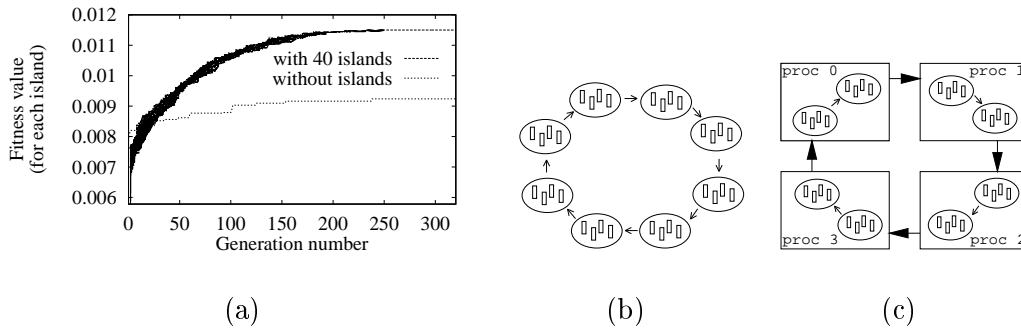 0.012
0.011
0.01
0.009
0.008
0.007
0.006
0 50 100 150 200 250 300
Fitness value
(for each island)
Generation number
with 40 islands
without islands
proc 0
proc 1
proc 3
proc 2
(a)
(b)
(c)